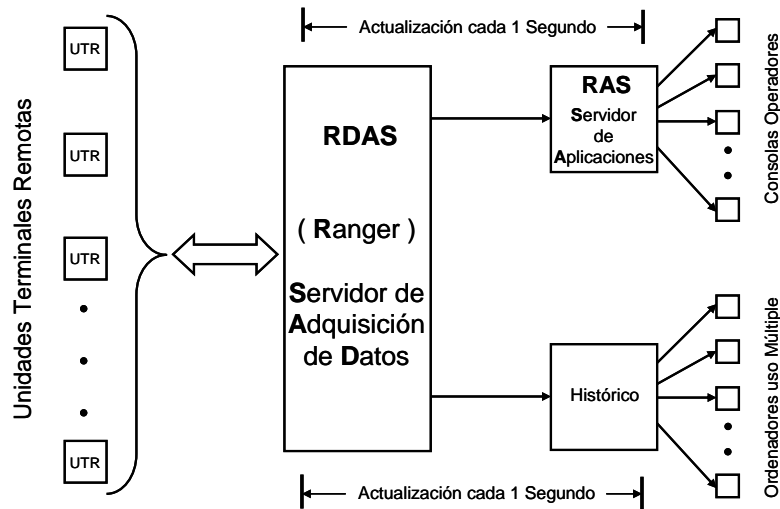 Actualización cada 1 Segundo
Unidades Terminales Remotas
UTR
UTR
UTR
UTR
RDAS
( Ranger )
Servidor de
Adquisición
de Datos
RAS
Servidor
de
Aplicaciones
Consolas Operadores
Histórico
Ordenadores uso Múltiple
Actualización cada 1 Segundo